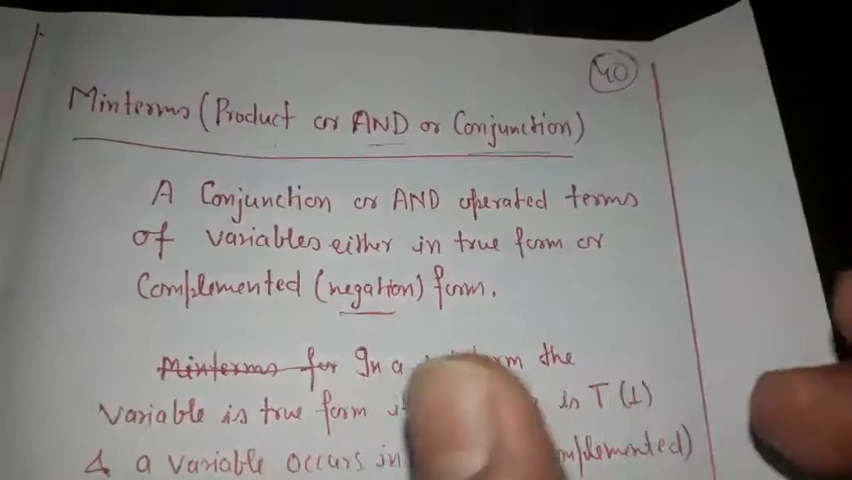 40
Minterms (Product or AND or Conjunction)
A Conjunction or AND operated terms
of variables either in true form or
Complemented (negation) form.
Minterms for In a the
variable is true form is T (1)
& a variable occurs in complemented)